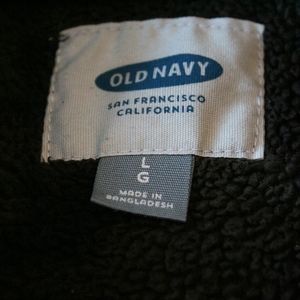 OLD NAVY
SAN FRANCISCO
CALIFORNIA
L
G
MADE IN
BANGLADESH